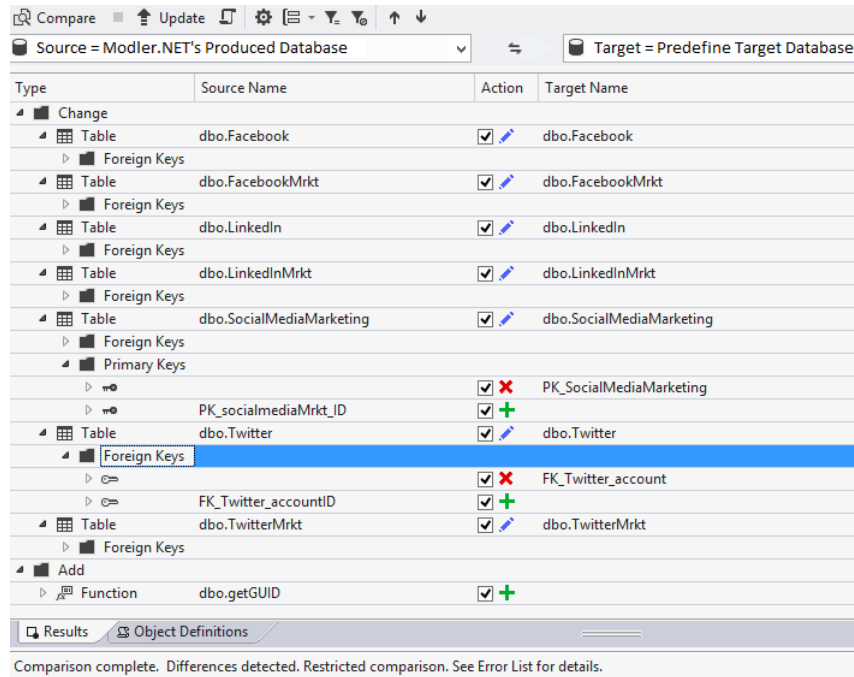 Compare Update
Source = Modler.NET's Produced Database Target = Predefine Target Database
Type Source Name Action Target Name
Change
Table dbo.Facebook dbo.Facebook
Foreign Keys
Table dbo.FacebookMrkt dbo.FacebookMrkt
Foreign Keys
Table dbo.LinkedIn dbo.LinkedIn
Foreign Keys
Table dbo.LinkedInMrkt dbo.LinkedInMrkt
Foreign Keys
Table dbo.SocialMediaMarketing dbo.SocialMediaMarketing
Foreign Keys
Primary Keys
PK_SocialMediaMarketing
PK_socialmediaMrkt_ID
Table dbo.Twitter dbo.Twitter
Foreign Keys
FK_Twitter_account
FK_Twitter_accountID
Table dbo.TwitterMrkt dbo.TwitterMrkt
Foreign Keys
Add
Function dbo.getGUID
Results Object Definitions
Comparison complete. Differences detected. Restricted comparison. See Error List for details.